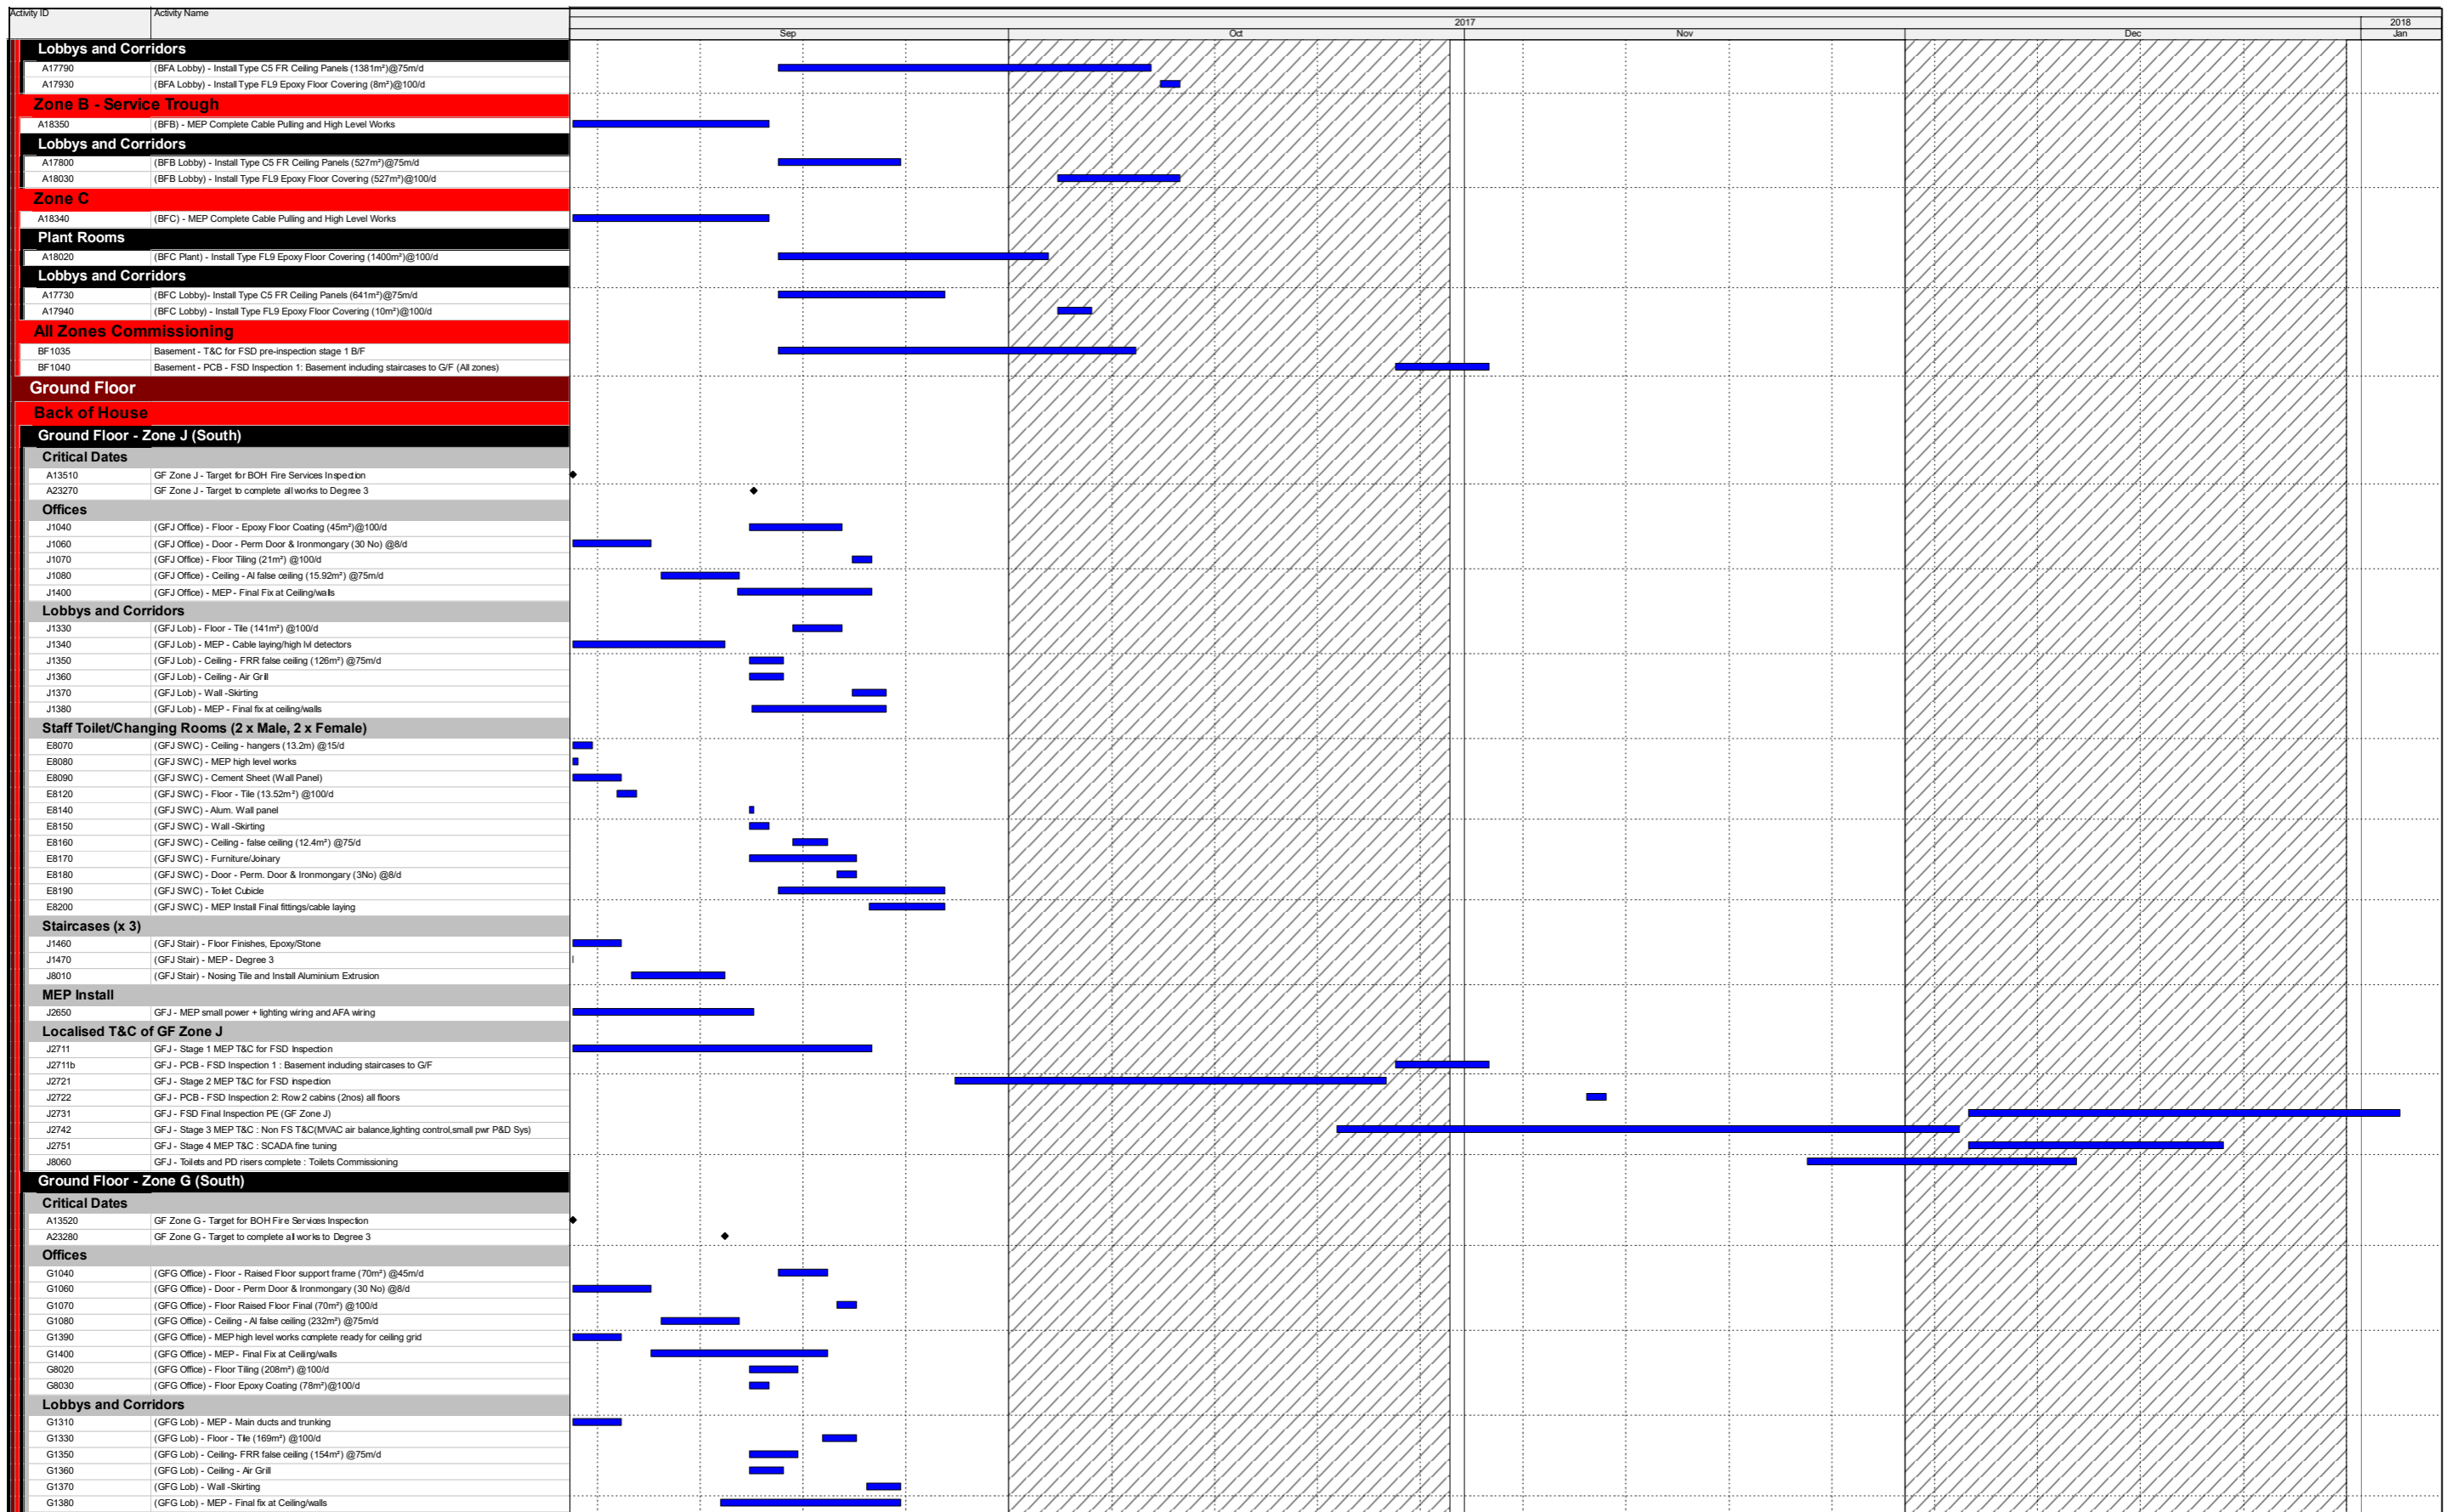 Activity ID Activity Name
2017 2018
Sep Oct Nov Dec Jan
Lobbys and Corridors
A17790 (BFA Lobby) - Install Type C5 FR Ceiling Panels (1381m²)@75m/d
A17930 (BFA Lobby) - Install Type FL9 Epoxy Floor Covering (8m²)@100/d
Zone B - Service Trough
A18350 (BFB) - MEP Complete Cable Pulling and High Level Works
Lobbys and Corridors
A17800 (BFB Lobby) - Install Type C5 FR Ceiling Panels (527m²)@75m/d
A18030 (BFB Lobby) - Install Type FL9 Epoxy Floor Covering (527m²)@100/d
Zone C
A18340 (BFC) - MEP Complete Cable Pulling and High Level Works
Plant Rooms
A18020 (BFC Plant) - Install Type FL9 Epoxy Floor Covering (1400m²)@100/d
Lobbys and Corridors
A17730 (BFC Lobby)- Install Type C5 FR Ceiling Panels (641m²)@75m/d
A17940 (BFC Lobby) - Install Type FL9 Epoxy Floor Covering (10m²)@100/d
All Zones Commissioning
BF1035 Basement - T&C for FSD pre-inspection stage 1 B/F
BF1040 Basement - PCB - FSD Inspection 1: Basement including staircases to G/F (All zones)
Ground Floor
Back of House
Ground Floor - Zone J (South)
Critical Dates
A13510 GF Zone J - Target for BOH Fire Services Inspection
A23270 GF Zone J - Target to complete all works to Degree 3
Offices
J1040 (GFJ Office) - Floor - Epoxy Floor Coating (45m²)@100/d
J1060 (GFJ Office) - Door - Perm Door & Ironmongary (30 No) @8/d
J1070 (GFJ Office) - Floor Tiling (21m²) @100/d
J1080 (GFJ Office) - Ceiling - Al false ceiling (15.92m²) @75m/d
J1400 (GFJ Office) - MEP - Final Fix at Ceiling/walls
Lobbys and Corridors
J1330 (GFJ Lob) - Floor - Tile (141m²) @100/d
J1340 (GFJ Lob) - MEP - Cable laying/high lvl detectors
J1350 (GFJ Lob) - Ceiling - FRR false ceiling (126m²) @75m/d
J1360 (GFJ Lob) - Ceiling - Air Grill
J1370 (GFJ Lob) - Wall -Skirting
J1380 (GFJ Lob) - MEP - Final fix at ceiling/walls
Staff Toilet/Changing Rooms (2 x Male, 2 x Female)
E8070 (GFJ SWC) - Ceiling - hangers (13.2m) @15/d
E8080 (GFJ SWC) - MEP high level works
E8090 (GFJ SWC) - Cement Sheet (Wall Panel)
E8120 (GFJ SWC) - Floor - Tile (13.52m²) @100/d
E8140 (GFJ SWC) - Alum. Wall panel
E8150 (GFJ SWC) - Wall -Skirting
E8160 (GFJ SWC) - Ceiling - false ceiling (12.4m²) @75/d
E8170 (GFJ SWC) - Furniture/Joinary
E8180 (GFJ SWC) - Door - Perm. Door & Ironmongary (3No) @8/d
E8190 (GFJ SWC) - Toilet Cubicle
E8200 (GFJ SWC) - MEP Install Final fittings/cable laying
Staircases (x 3)
J1460 (GFJ Stair) - Floor Finishes, Epoxy/Stone
J1470 (GFJ Stair) - MEP - Degree 3
J8010 (GFJ Stair) - Nosing Tile and Install Aluminium Extrusion
MEP Install
J2650 GFJ - MEP small power + lighting wiring and AFA wiring
Localised T&C of GF Zone J
J2711 GFJ - Stage 1 MEP T&C for FSD Inspection
J2711b GFJ - PCB - FSD Inspection 1 : Basement including staircases to G/F
J2721 GFJ - Stage 2 MEP T&C for FSD inspection
J2722 GFJ - PCB - FSD Inspection 2: Row 2 cabins (2nos) all floors
J2731 GFJ - FSD Final Inspection PE (GF Zone J)
J2742 GFJ - Stage 3 MEP T&C : Non FS T&C(MVAC air balance,lighting control,small pwr P&D Sys)
J2751 GFJ - Stage 4 MEP T&C : SCADA fine tuning
J8060 GFJ - Toilets and PD risers complete : Toilets Commissioning
Ground Floor - Zone G (South)
Critical Dates
A13520 GF Zone G - Target for BOH Fire Services Inspection
A23280 GF Zone G - Target to complete all works to Degree 3
Offices
G1040 (GFG Office) - Floor - Raised Floor support frame (70m²) @45m/d
G1060 (GFG Office) - Door - Perm Door & Ironmongary (30 No) @8/d
G1070 (GFG Office) - Floor Raised Floor Final (70m²) @100/d
G1080 (GFG Office) - Ceiling - Al false ceiling (232m²) @75m/d
G1390 (GFG Office) - MEP high level works complete ready for ceiling grid
G1400 (GFG Office) - MEP - Final Fix at Ceiling/walls
G8020 (GFG Office) - Floor Tiling (208m²) @100/d
G8030 (GFG Office) - Floor Epoxy Coating (78m²)@100/d
Lobbys and Corridors
G1310 (GFG Lob) - MEP - Main ducts and trunking
G1330 (GFG Lob) - Floor - Tile (169m²) @100/d
G1350 (GFG Lob) - Ceiling- FRR false ceiling (154m²) @75m/d
G1360 (GFG Lob) - Ceiling - Air Grill
G1370 (GFG Lob) - Wall -Skirting
G1380 (GFG Lob) - MEP - Final fix at Ceiling/walls